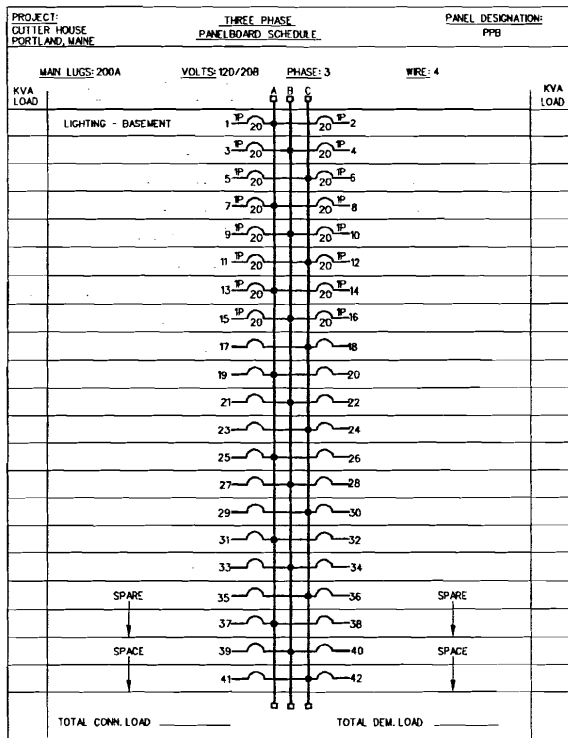 PROJECT:
CUTTER HOUSE
PORTLAND, MAINE
THREE PHASE
PANELBOARD SCHEDULE
PANEL DESIGNATION:
PPB
MAIN LUGS: 200A VOLTS: 120/208 PHASE: 3 WIRE: 4
KVA LOAD A B C KVA LOAD
LIGHTING - BASEMENT 1 1P 20 20 1P 2
3 1P 20 20 1P 4
5 1P 20 20 1P 6
7 1P 20 20 1P 8
9 1P 20 20 1P 10
11 1P 20 20 1P 12
13 1P 20 20 1P 14
15 1P 20 20 1P 16
17 18
19 20
21 22
23 24
25 26
27 28
29 30
31 32
33 34
SPARE 35 36 SPARE
37 38
SPACE 39 40 SPACE
41 42
TOTAL CONN. LOAD TOTAL DEM. LOAD